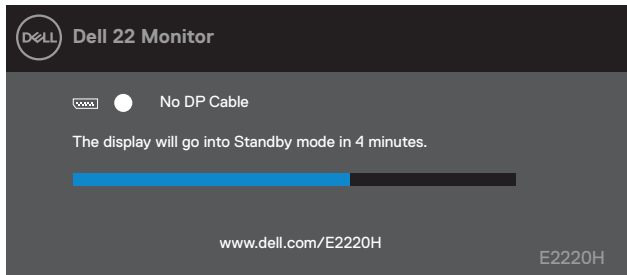 DELL
Dell 22 Monitor
No DP Cable
The display will go into Standby mode in 4 minutes.
www.dell.com/E2220H
E2220H